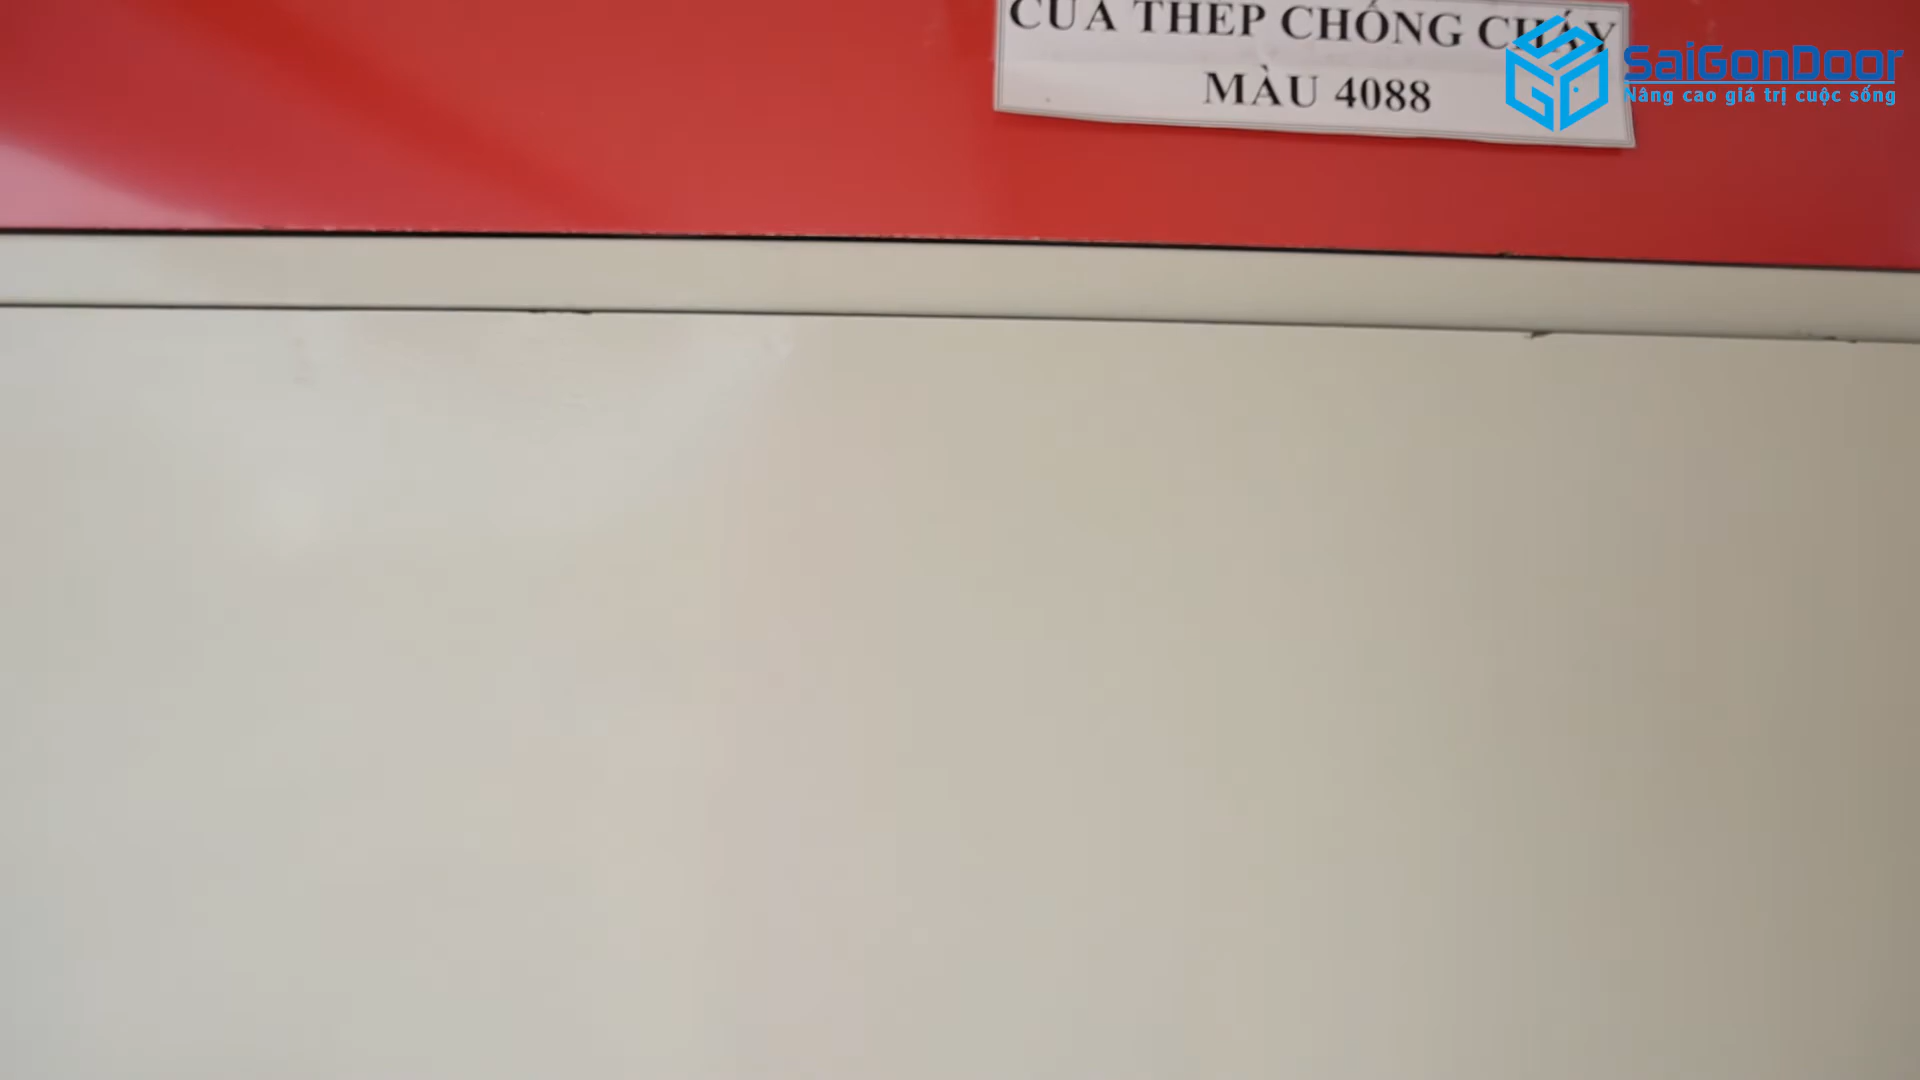 CỬA THÉP CHỐNG CHÁY
MÀU 4088
SaiGonDoor
Nâng cao giá trị cuộc sống